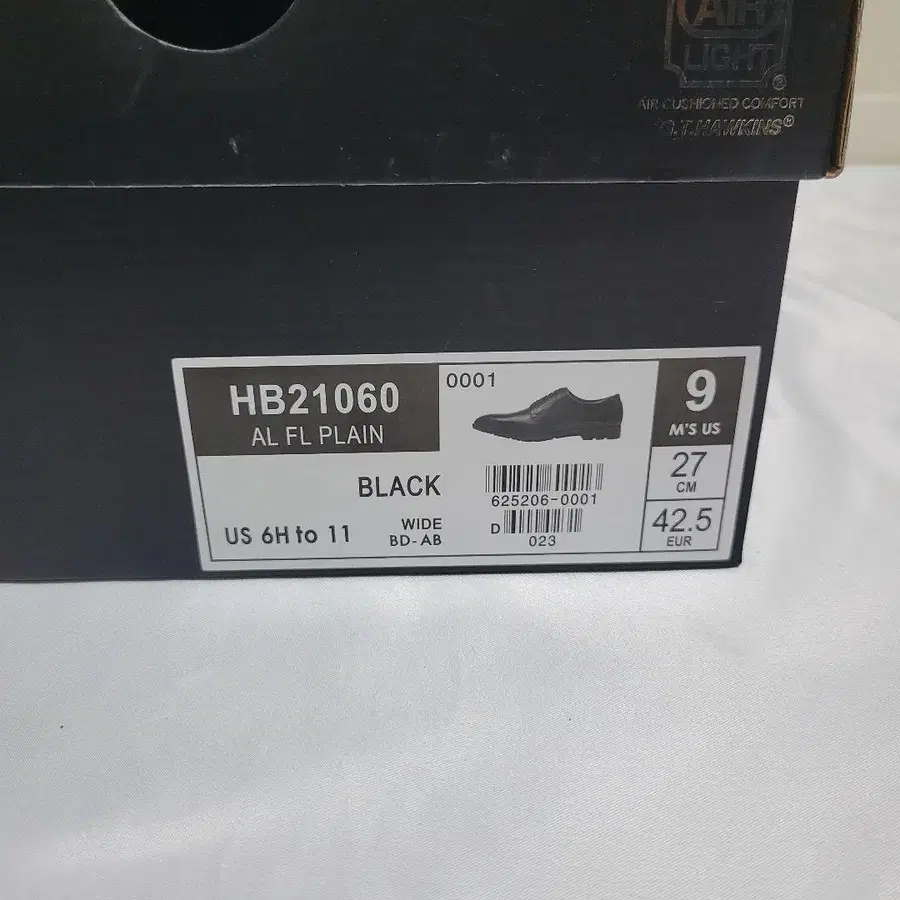 AIR
LIGHT®
AIR CUSHIONED COMFORT
G.T.HAWKINS®
HB21060
AL FL PLAIN
BLACK
US 6H to 11
WIDE
BD-AB
0001
625206-0001
D
023
9
M'S US
27
CM
42.5
EUR